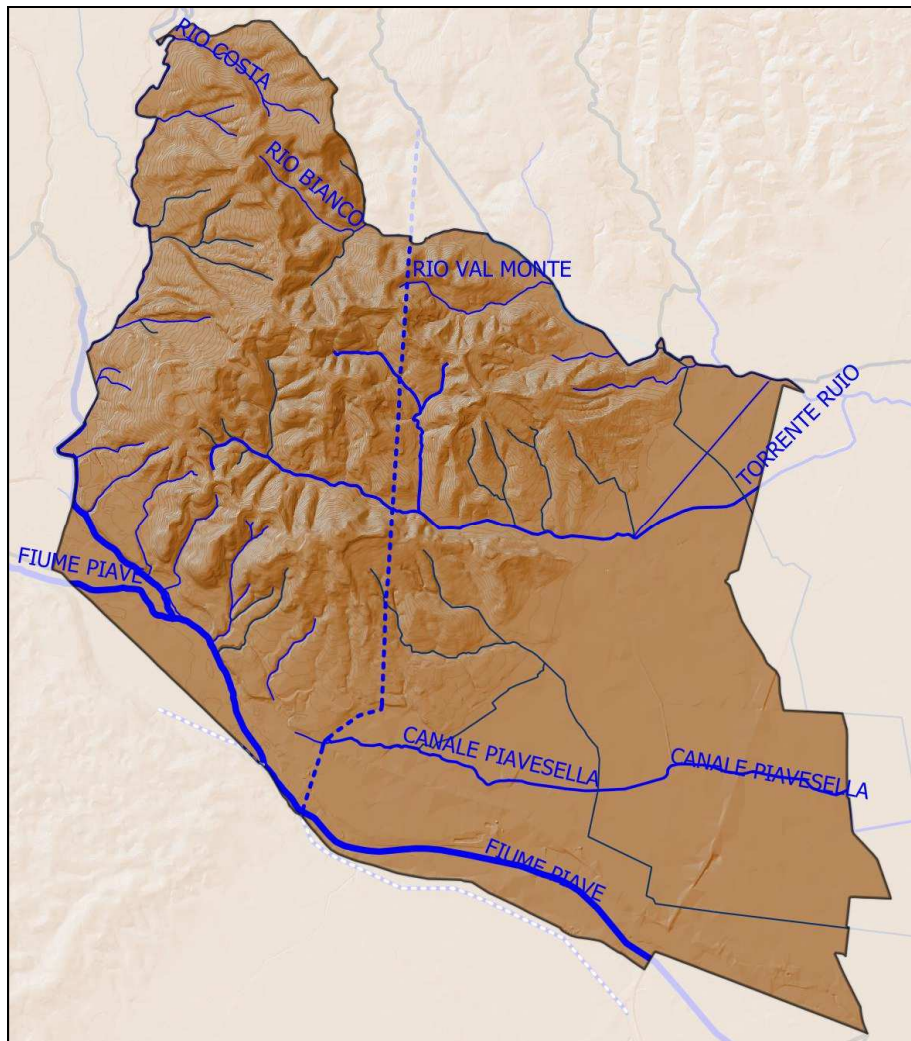 RIO COSTA
RIO BIANCO
RIO VAL MONTE
TORRENTE RUIO
FIUME PIAVE
CANALE PIAVESELLA
CANALE PIAVESELLA
FIUME PIAVE